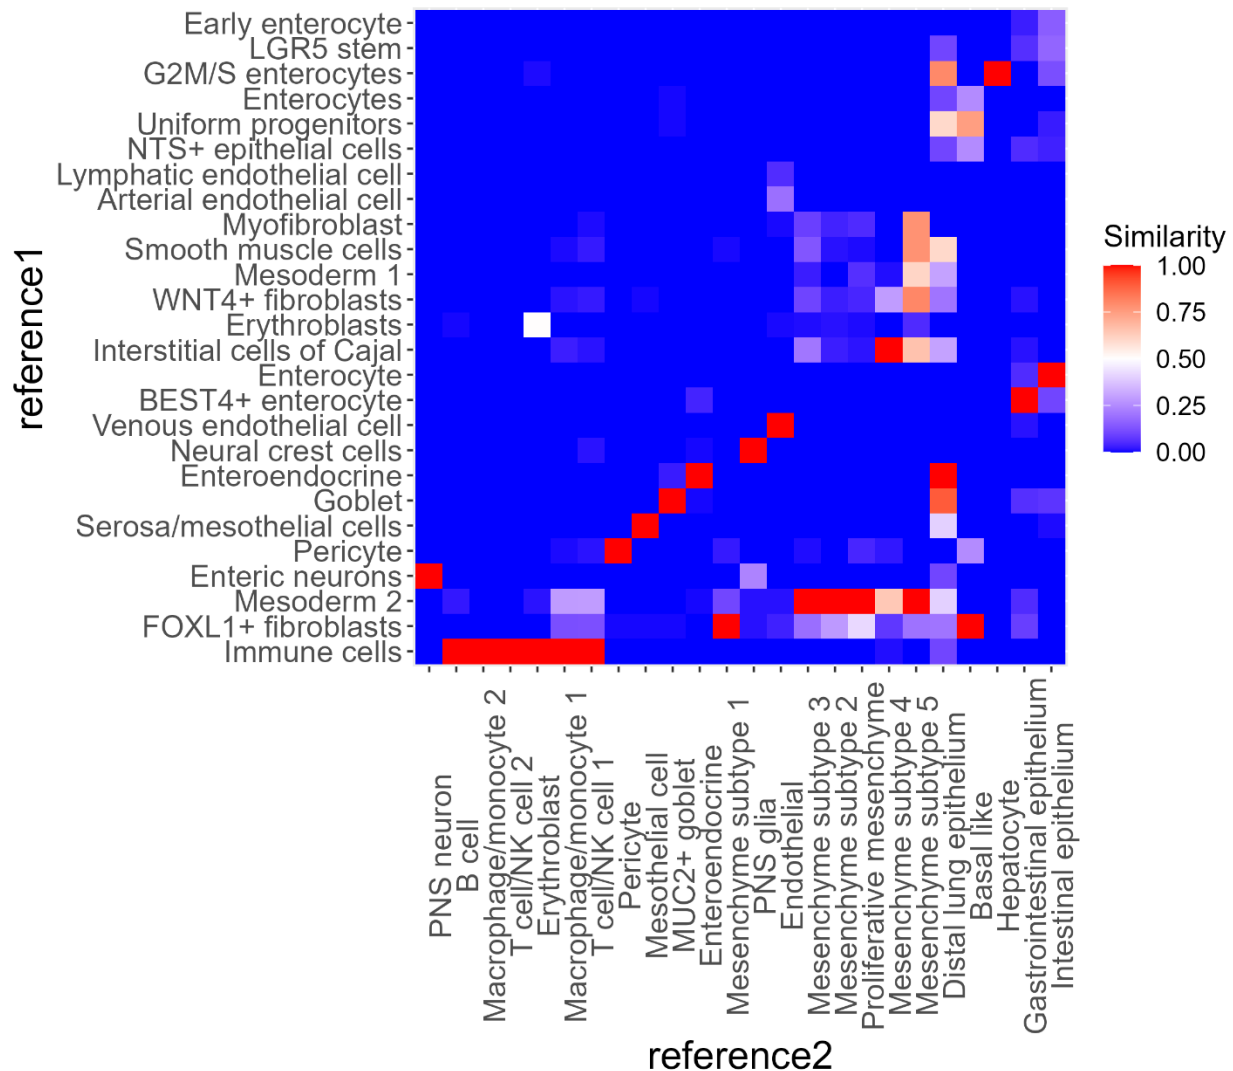 reference1
Early enterocyte
LGR5 stem
G2M/S enterocytes
Enterocytes
Uniform progenitors
NTS+ epithelial cells
Lymphatic endothelial cell
Arterial endothelial cell
Myofibroblast
Smooth muscle cells
Mesoderm 1
WNT4+ fibroblasts
Erythroblasts
Interstitial cells of Cajal
Enterocyte
BEST4+ enterocyte
Venous endothelial cell
Neural crest cells
Enteroendocrine
Goblet
Serosa/mesothelial cells
Pericyte
Enteric neurons
Mesoderm 2
FOXL1+ fibroblasts
Immune cells
PNS neuron
B cell
Macrophage/monocyte 2
T cell/NK cell 2
Erythroblast
Macrophage/monocyte 1
T cell/NK cell 1
Pericyte
Mesothelial cell
MUC2+ goblet
Enteroendocrine
Mesenchyme subtype 1
PNS glia
Endothelial
Mesenchyme subtype 3
Mesenchyme subtype 2
Proliferative mesenchyme
Mesenchyme subtype 4
Mesenchyme subtype 5
Distal lung epithelium
Basal like
Hepatocyte
Gastrointestinal epithelium
Intestinal epithelium
reference2
Similarity
1.00
0.75
0.50
0.25
0.00